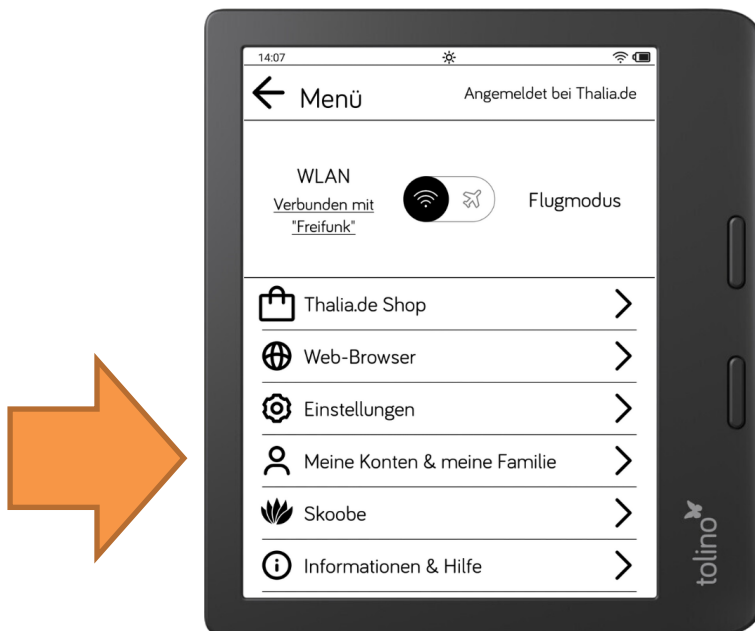 14:07
Menü
Angemeldet bei Thalia.de
WLAN
Verbunden mit
"Freifunk"
Flugmodus
Thalia.de Shop
Web-Browser
Einstellungen
Meine Konten & meine Familie
Skoobe
Informationen & Hilfe
tolino